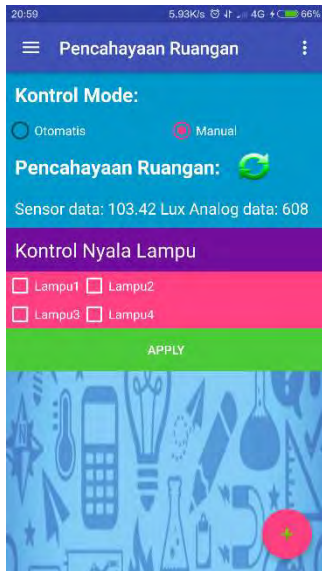 20:59 5.93K/s 4G 66%
Pencahayaan Ruangan
Kontrol Mode:
Otomatis Manual
Pencahayaan Ruangan:
Sensor data: 103.42 Lux Analog data: 608
Kontrol Nyala Lampu
Lampu1 Lampu2
Lampu3 Lampu4
APPLY
N
+